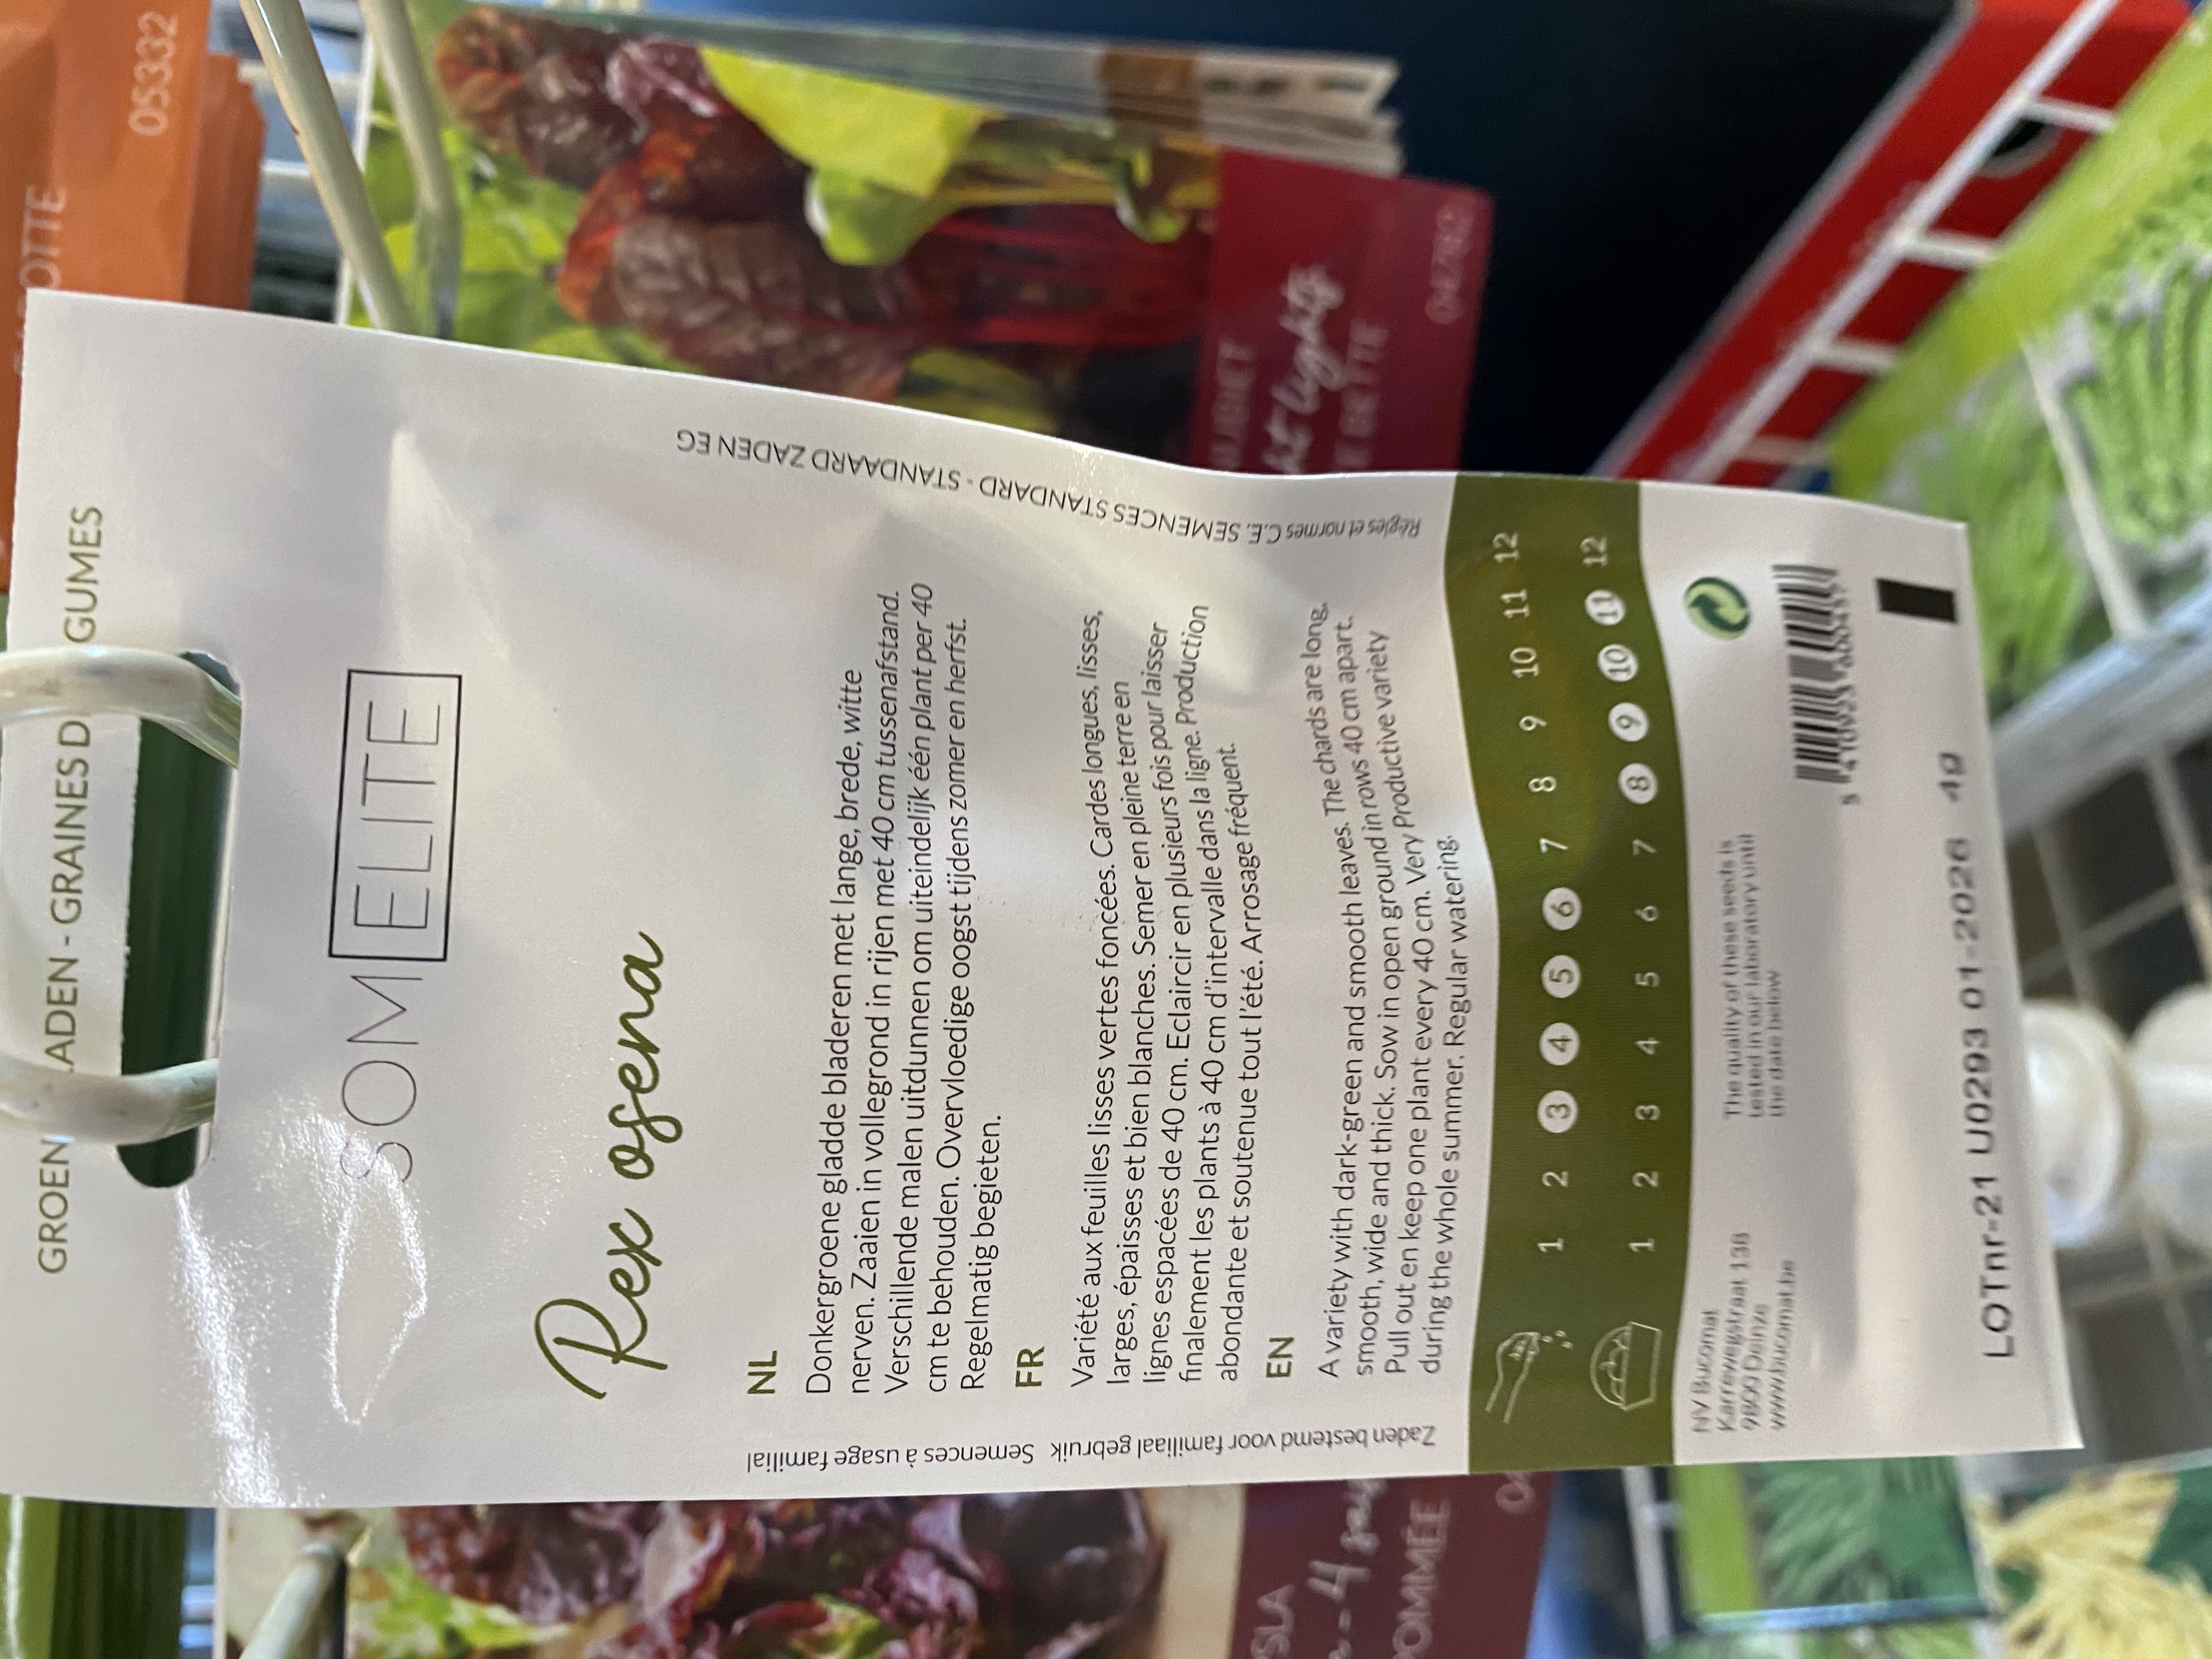 GROEN ADEN - GRAINES D GUMES
SOMELITE
Rex osena
NL
Donkergroene gladde bladeren met lange, brede, witte
nerven. Zaaien in vollegrond in rijen met 40 cm tussenafstand.
Verschillende malen uitdunnen om uiteindelijk één plant per 40
cm te behouden. Overvloedige oogst tijdens zomer en herfst.
Regelmatig begieten.
FR
Variété aux feuilles lisses vertes foncées. Cardes longues, lisses,
larges, épaisses et bien blanches. Semer en pleine terre en
lignes espacées de 40 cm. Eclaircir en plusieurs fois pour laisser
finalement les plants à 40 cm d'intervalle dans la ligne. Production
abondante et soutenue tout l'été. Arrosage fréquent.
EN
A variety with dark-green and smooth leaves. The chards are long,
smooth, wide and thick. Sow in open ground in rows 40 cm apart.
Pull out en keep one plant every 40 cm. Very Productive variety
during the whole summer. Regular watering.
Zaden bestemd voor familiaal gebruik Semences à usage familial
Règles et normes C.E. SEMENCES STANDARD - STANDAARD ZADEN EG
1 2 3 4 5 6 7 8 9 10 11 12
1 2 3 4 5 6 7 8 9 10 11 12
NV Bucomat
Karrewegstraat 138
9800 Deinze
www.bucomat.be
The quality of these seeds is
tested in our laboratory until
the date below
LOTnr-21 U0293 01-2026 4g
053332
OTTE
ht lights
E BETTE
042782
SLA
OMMÉE